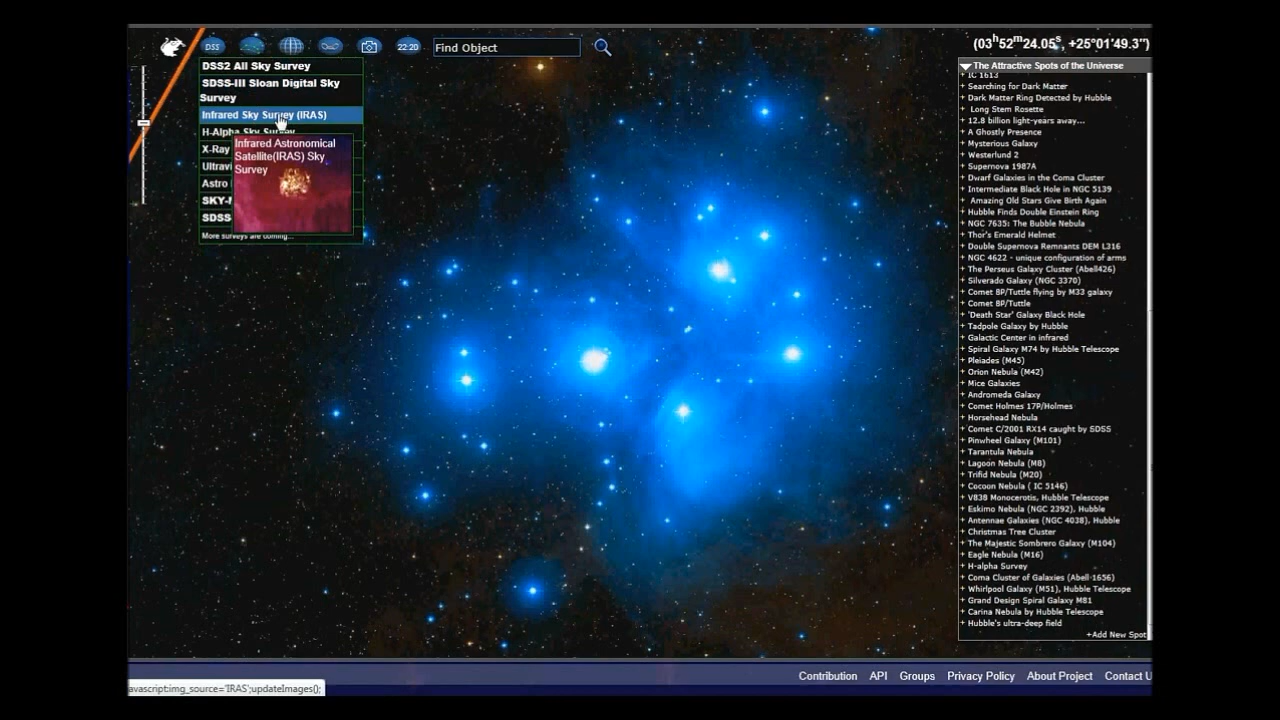 DSS
22:20
Find Object
(03h52m24.05s, +25°01'49.3")
DSS2 All Sky Survey
SDSS-III Sloan Digital Sky
Survey
Infrared Sky Survey (IRAS)
H-Alpha Sky Survey
X-Ray
Ultravi
Astro
SKY-
SDSS
More surveys are coming...
Infrared Astronomical
Satellite(IRAS) Sky
Survey
The Attractive Spots of the Universe
+ IC 1613
+ Searching for Dark Matter
+ Dark Matter Ring Detected by Hubble
+ Long Stem Rosette
+ 12.8 billion light-years away...
+ A Ghostly Presence
+ Mysterious Galaxy
+ Westerlund 2
+ Supernova 1987A
+ Dwarf Galaxies in the Coma Cluster
+ Intermediate Black Hole in NGC 5139
+ Amazing Old Stars Give Birth Again
+ Hubble Finds Double Einstein Ring
+ NGC 7635: The Bubble Nebula
+ Thor's Emerald Helmet
+ Double Supernova Remnants DEM L316
+ NGC 4622 - unique configuration of arms
+ The Perseus Galaxy Cluster (Abell426)
+ Silverado Galaxy (NGC 3370)
+ Comet 8P/Tuttle flying by M33 galaxy
+ Comet 8P/Tuttle
+ 'Death Star' Galaxy Black Hole
+ Tadpole Galaxy by Hubble
+ Galactic Center in infrared
+ Spiral Galaxy M74 by Hubble Telescope
+ Pleiades (M45)
+ Orion Nebula (M42)
+ Mice Galaxies
+ Andromeda Galaxy
+ Comet Holmes 17P/Holmes
+ Horsehead Nebula
+ Comet C/2001 RX14 caught by SDSS
+ Pinwheel Galaxy (M101)
+ Tarantula Nebula
+ Lagoon Nebula (M8)
+ Trifid Nebula (M20)
+ Cocoon Nebula ( IC 5146)
+ V838 Monocerotis, Hubble Telescope
+ Eskimo Nebula (NGC 2392), Hubble
+ Antennae Galaxies (NGC 4038), Hubble
+ Christmas Tree Cluster
+ The Majestic Sombrero Galaxy (M104)
+ Eagle Nebula (M16)
+ H-alpha Survey
+ Coma Cluster of Galaxies (Abell 1656)
+ Whirlpool Galaxy (M51), Hubble Telescope
+ Grand Design Spiral Galaxy M81
+ Carina Nebula by Hubble Telescope
+ Hubble's ultra-deep field
+Add New Spot
Contribution API Groups Privacy Policy About Project Contact U
avascript:img_source='IRAS';updateImages();